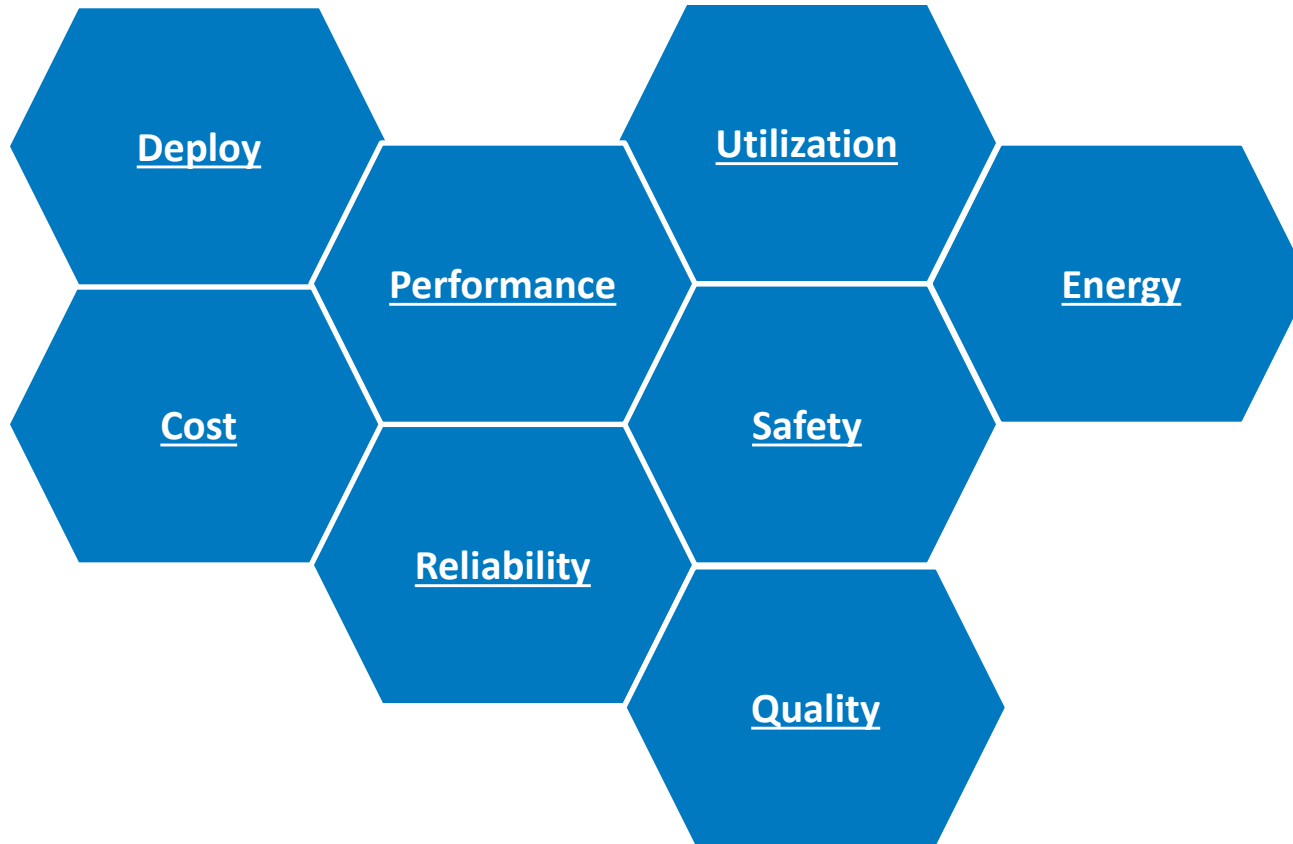 Deploy
Utilization
Performance
Energy
Cost
Safety
Reliability
Quality